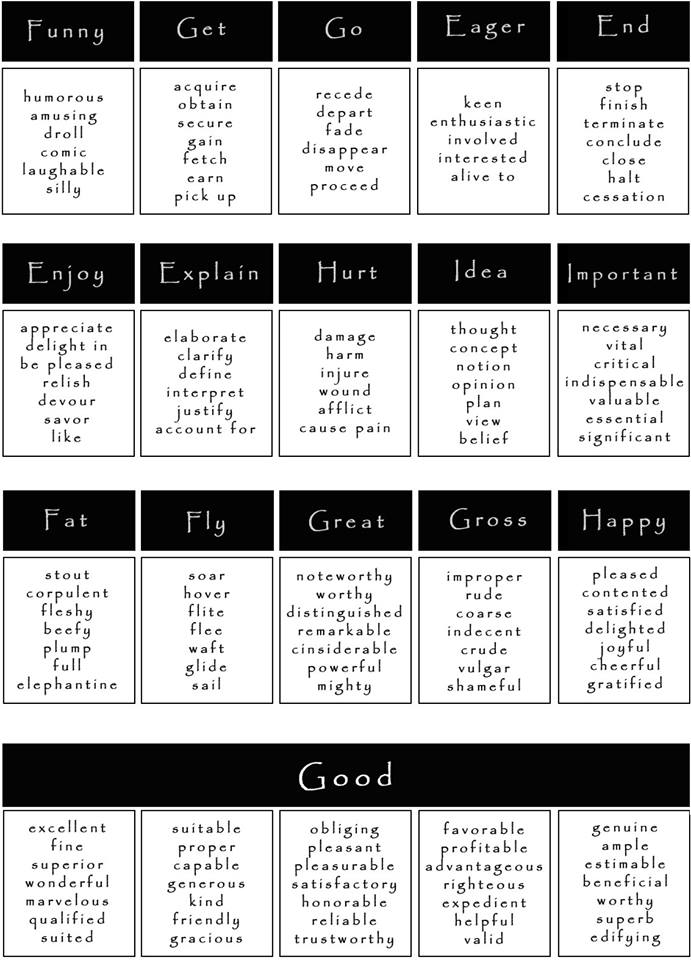 Funny
humorous
amusing
droll
comic
laughable
silly
Get
acquire
obtain
secure
gain
fetch
earn
pick up
Go
recede
depart
fade
disappear
move
proceed
Eager
keen
enthusiastic
involved
interested
alive to
End
stop
finish
terminate
conclude
close
halt
cessation
Enjoy
appreciate
delight in
be pleased
relish
devour
savor
like
Explain
elaborate
clarify
define
interpret
justify
account for
Hurt
damage
harm
injure
wound
afflict
cause pain
Idea
thought
concept
notion
opinion
plan
view
belief
Important
necessary
vital
critical
indispensable
valuable
essential
significant
Fat
stout
corpulent
fleshy
beefy
plump
full
elephantine
Fly
soar
hover
flite
flee
waft
glide
sail
Great
noteworthy
worthy
distinguished
remarkable
cinsiderable
powerful
mighty
Gross
improper
rude
coarse
indecent
crude
vulgar
shameful
Happy
pleased
contented
satisfied
delighted
joyful
cheerful
gratified
Good
excellent
fine
superior
wonderful
marvelous
qualified
suited
suitable
proper
capable
generous
kind
friendly
gracious
obliging
pleasant
pleasurable
satisfactory
honorable
reliable
trustworthy
favorable
profitable
advantageous
righteous
expedient
helpful
valid
genuine
ample
estimable
beneficial
worthy
superb
edifying